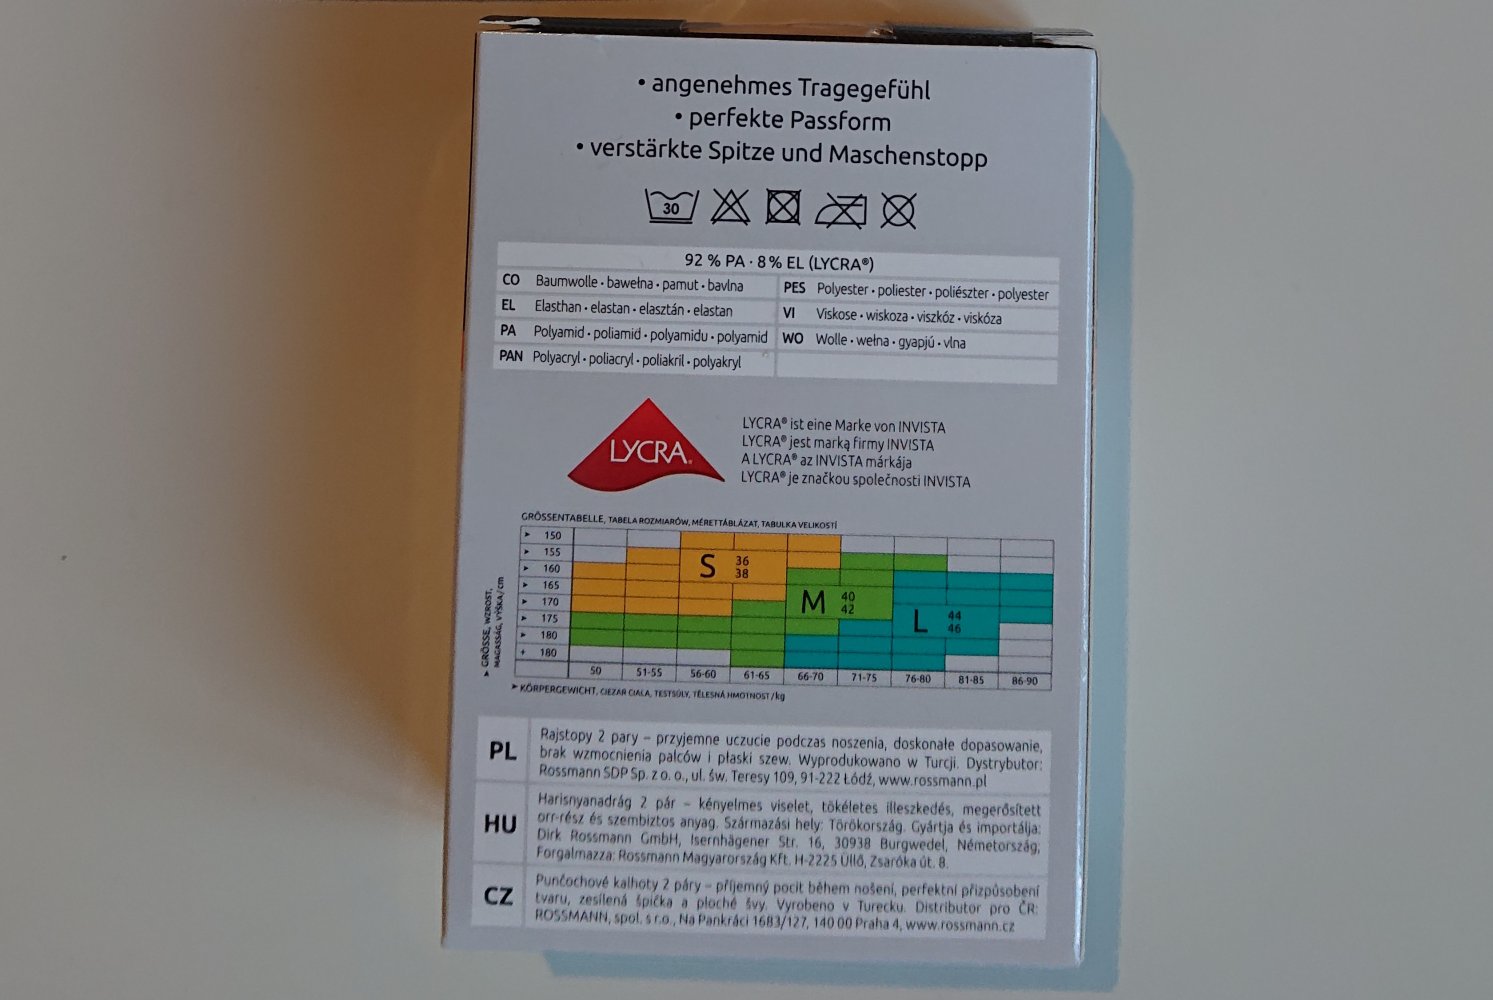 • angenehmes Tragegefühl
• perfekte Passform
• verstärkte Spitze und Maschenstopp
30
92 % PA · 8 % EL (LYCRA®)
CO Baumwolle · bawełna · pamut · bavlna
EL Elasthan · elastan · elasztán · elastan
PA Polyamid · poliamid · polyamidu · polyamid
PAN Polyacryl · poliacryl · poliakril · polyakryl
PES Polyester · poliester · poliészter · polyester
VI Viskose · wiskoza · viszkóz · viskóza
WO Wolle · wełna · gyapjú · vlna
LYCRA®
LYCRA® ist eine Marke von INVISTA
LYCRA® jest marką firmy INVISTA
A LYCRA® az INVISTA márkája
LYCRA® je značkou společnosti INVISTA
GRÖSSENTABELLE, TABELA ROZMIARÓW, MÉRETTÁBLÁZAT, TABULKA VELIKOSTÍ
➤ GRÖSSE, WZROST,
MAGASSÁG, VÝŠKA/cm
➤ 150
➤ 155
➤ 160
➤ 165
➤ 170
➤ 175
➤ 180
+ 180
S 36
38
M 40
42
L 44
46
50 51-55 56-60 61-65 66-70 71-75 76-80 81-85 86-90
➤ KÖRPERGEWICHT, CIĘŻAR CIAŁA, TESTSÚLY, TĚLESNÁ HMOTNOST/kg
PL
Rajstopy 2 pary – przyjemne uczucie podczas noszenia, doskonałe dopasowanie,
brak wzmocnienia palców i płaski szew. Wyprodukowano w Turcji. Dystrybutor:
Rossmann SDP Sp. z o. o., ul. św. Teresy 109, 91-222 Łódź, www.rossmann.pl
HU
Harisnyanadrág 2 pár – kényelmes viselet, tökéletes illeszkedés, megerősített
orr-rész és szembiztos anyag. Származási hely: Törökország. Gyártja és importálja:
Dirk Rossmann GmbH, Isernhägener Str. 16, 30938 Burgwedel, Németország;
Forgalmazza: Rossmann Magyarország Kft. H-2225 Üllő, Zsaróka út. 8.
CZ
Punčochové kalhoty 2 páry – příjemný pocit během nošení, perfektní přizpůsobení
tvaru, zesílená špička a ploché švy. Vyrobeno v Turecku. Distributor pro ČR:
ROSSMANN, spol. s r.o., Na Pankráci 1683/127, 140 00 Praha 4, www.rossmann.cz